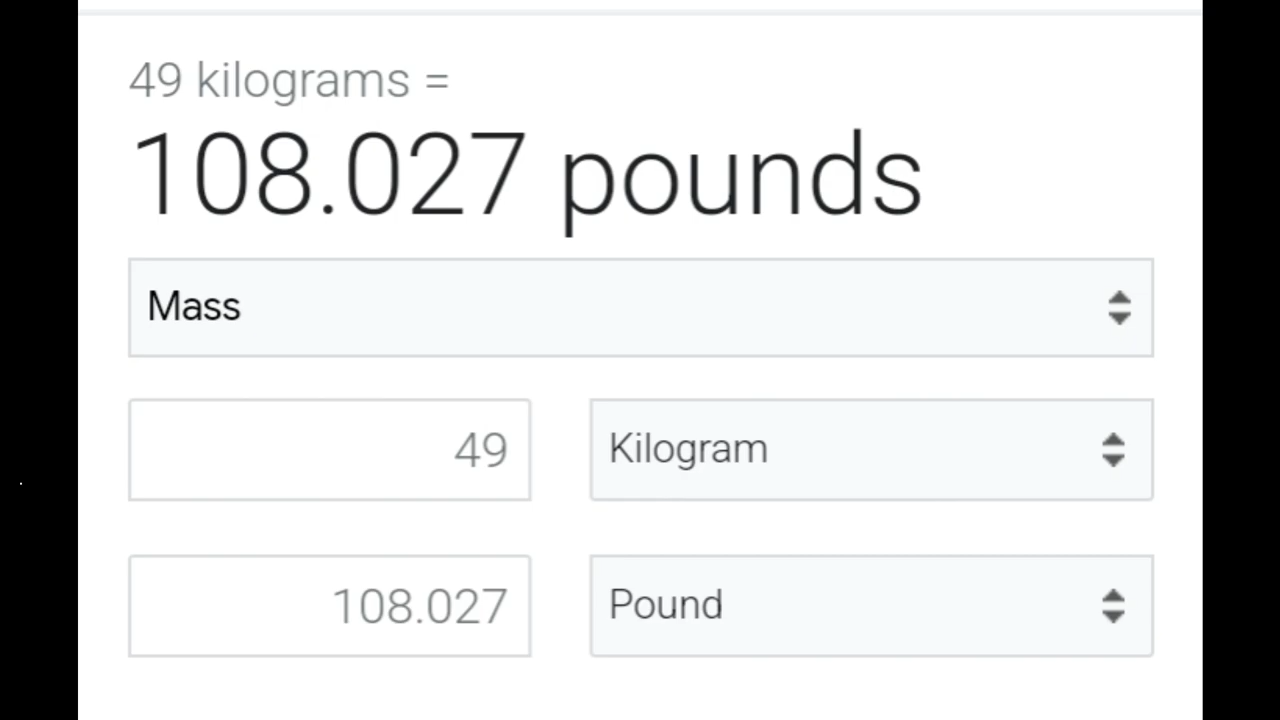 49 kilograms =
108.027 pounds
Mass
49 Kilogram
108.027 Pound